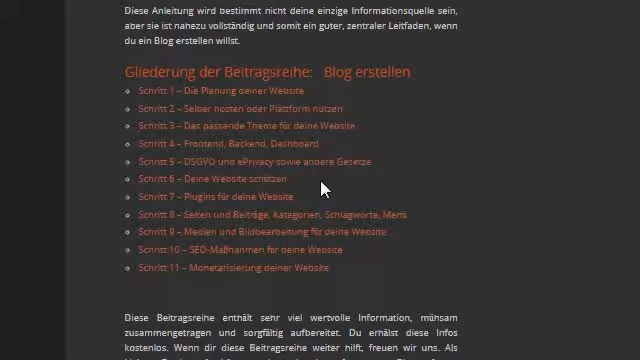 Diese Anleitung wird bestimmt nicht deine einzige Informationsquelle sein,
aber sie ist nahezu vollständig und somit ein guter, zentraler Leitfaden, wenn
du ein Blog erstellen willst.
Gliederung der Beitragsreihe: Blog erstellen
Schritt 1 – Die Planung deiner Website
Schritt 2 – Selber hosten oder Plattform nutzen
Schritt 3 – Das passende Theme für deine Website
Schritt 4 – Frontend, Backend, Dashboard
Schritt 5 – DSGVO und ePrivacy sowie andere Gesetze
Schritt 6 – Deine Website schützen
Schritt 7 – Plugins für deine Website
Schritt 8 – Seiten und Beiträge, Kategorien, Schlagworte, Menü
Schritt 9 – Medien und Bildbearbeitung für deine Website
Schritt 10 – SEO-Maßnahmen für deine Website
Schritt 11 – Monetarisierung deiner Website
Diese Beitragsreihe enthält sehr viel wertvolle Information, mühsam
zusammengetragen und sorgfältig aufbereitet. Du erhälst diese Infos
kostenlos. Wenn dir diese Beitragsreihe weiter hilft, freuen wir uns. Als